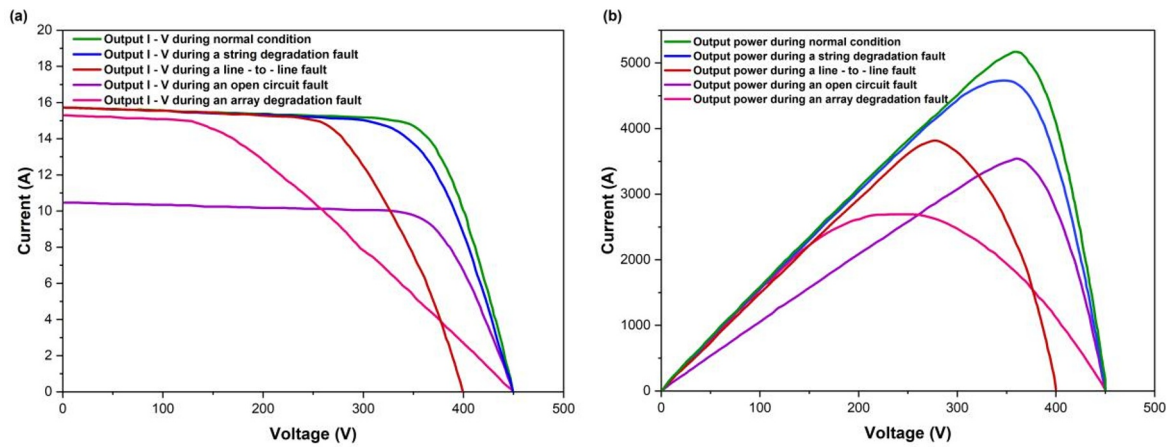 (a)
20
18
16
14
12
10
8
6
4
2
0
Current (A)
Output I - V during normal condition
Output I - V during a string degradation fault
Output I - V during a line - to - line fault
Output I - V during an open circuit fault
Output I - V during an array degradation fault
0
100
200
300
400
500
Voltage (V)
(b)
5000
4000
3000
2000
1000
0
Current (A)
Output power during normal condition
Output power during a string degradation fault
Output power during a line - to - line fault
Output power during an open circuit fault
Output power during an array degradation fault
0
100
200
300
400
500
Voltage (V)